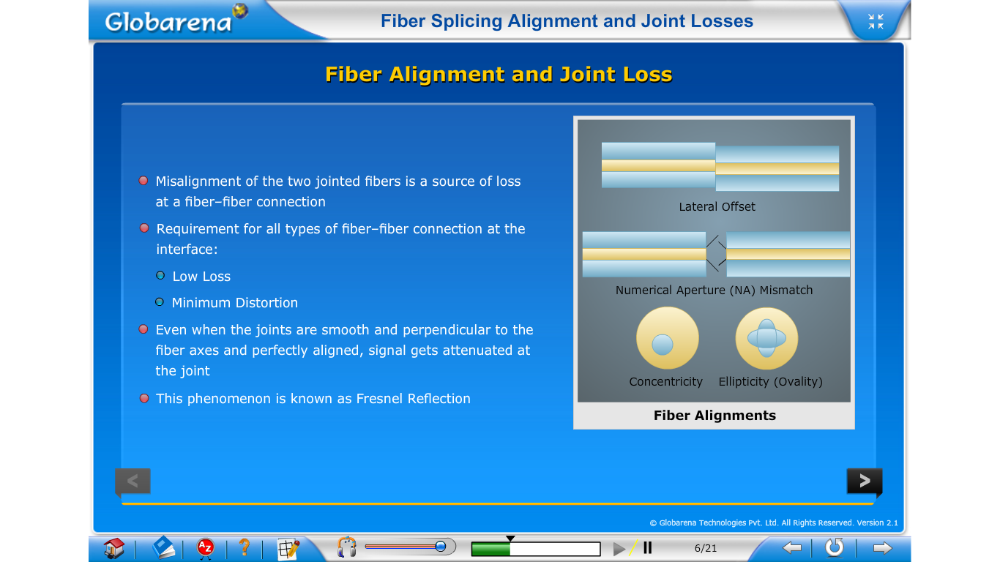 Globarena
Fiber Splicing Alignment and Joint Losses
Fiber Alignment and Joint Loss
Misalignment of the two jointed fibers is a source of loss
at a fiber–fiber connection
Requirement for all types of fiber–fiber connection at the
interface:
Low Loss
Minimum Distortion
Even when the joints are smooth and perpendicular to the
fiber axes and perfectly aligned, signal gets attenuated at
the joint
This phenomenon is known as Fresnel Reflection
Lateral Offset
Numerical Aperture (NA) Mismatch
Concentricity Ellipticity (Ovality)
Fiber Alignments
< >
© Globarena Technologies Pvt. Ltd. All Rights Reserved. Version 2.1
AZ ? 6/21